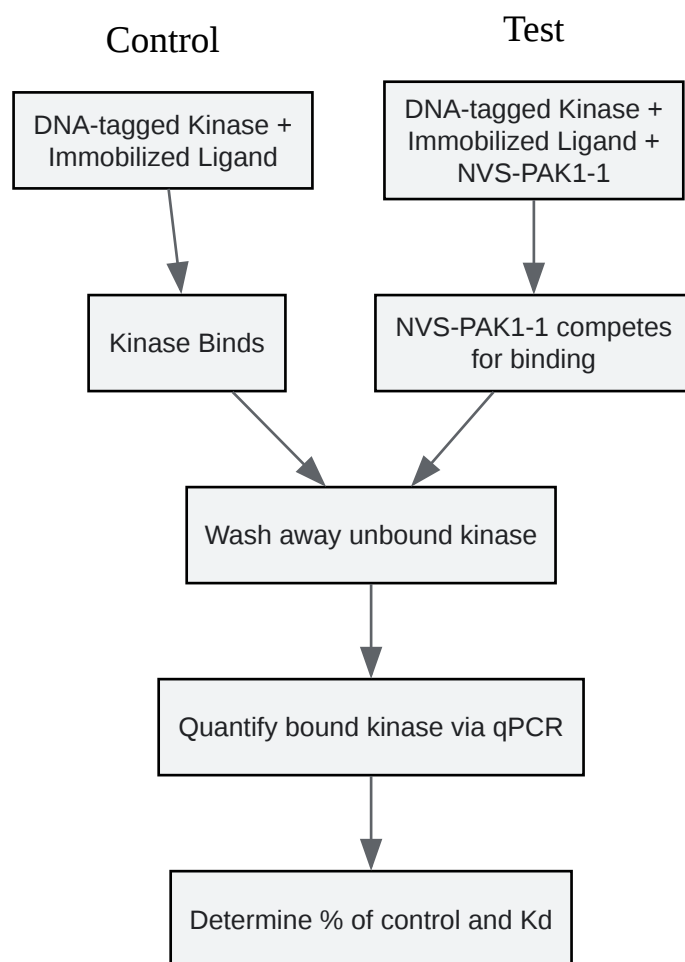 Control
Test
DNA-tagged Kinase +
Immobilized Ligand
DNA-tagged Kinase +
Immobilized Ligand +
NVS-PAK1-1
Kinase Binds
NVS-PAK1-1 competes
for binding
Wash away unbound kinase
Quantify bound kinase via qPCR
Determine % of control and Kd